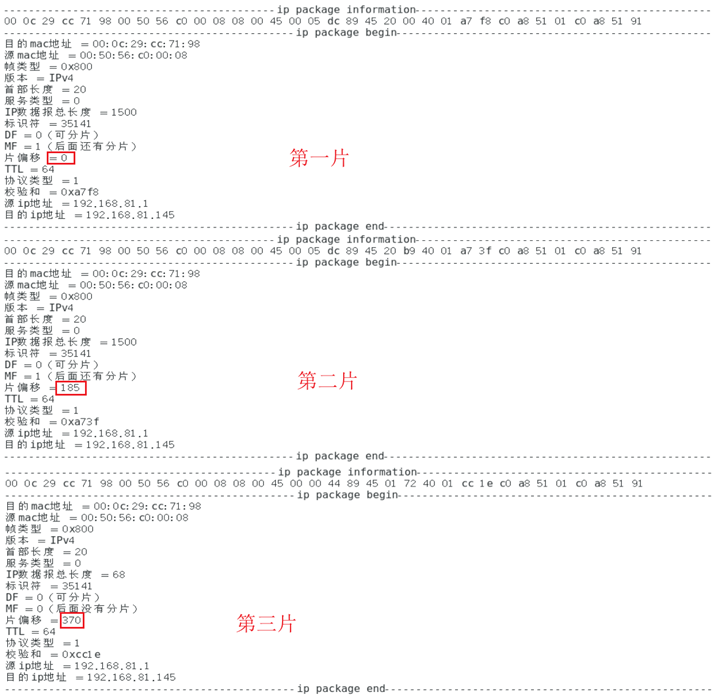 ------------------------------------------------ ip package information------------------------------------------------
00 0c 29 cc 71 98 00 50 56 c0 00 08 08 00 45 00 05 dc 89 45 20 00 40 01 a7 f8 c0 a8 51 01 c0 a8 51 91
------------------------------------------------ ip package begin------------------------------------------------
目的mac地址 =00:0c:29:cc:71:98
源mac地址 =00:50:56:c0:00:08
帧类型 =0x800
版本 = IPv4
首部长度 =20
服务类型 =0
IP数据报总长度 =1500
标识符 =35141
DF =0(可分片)
MF =1(后面还有分片)
片偏移 =0
第一片
TTL =64
协议类型 =1
校验和 =0xa7f8
源ip地址 =192.168.81.1
目的ip地址 =192.168.81.145
------------------------------------------------ ip package end------------------------------------------------
------------------------------------------------ ip package information------------------------------------------------
00 0c 29 cc 71 98 00 50 56 c0 00 08 08 00 45 00 05 dc 89 45 20 b9 40 01 a7 3f c0 a8 51 01 c0 a8 51 91
------------------------------------------------ ip package begin------------------------------------------------
目的mac地址 =00:0c:29:cc:71:98
源mac地址 =00:50:56:c0:00:08
帧类型 =0x800
版本 = IPv4
首部长度 =20
服务类型 =0
IP数据报总长度 =1500
标识符 =35141
DF =0(可分片)
MF =1(后面还有分片)
片偏移 =185
第二片
TTL =64
协议类型 =1
校验和 =0xa73f
源ip地址 =192.168.81.1
目的ip地址 =192.168.81.145
------------------------------------------------ ip package end------------------------------------------------
------------------------------------------------ ip package information------------------------------------------------
00 0c 29 cc 71 98 00 50 56 c0 00 08 08 00 45 00 00 44 89 45 01 72 40 01 cc 1e c0 a8 51 01 c0 a8 51 91
------------------------------------------------ ip package begin------------------------------------------------
目的mac地址 =00:0c:29:cc:71:98
源mac地址 =00:50:56:c0:00:08
帧类型 =0x800
版本 = IPv4
首部长度 =20
服务类型 =0
IP数据报总长度 =68
标识符 =35141
DF =0(可分片)
MF =0(后面没有分片)
片偏移 =370
第三片
TTL =64
协议类型 =1
校验和 =0xcc1e
源ip地址 =192.168.81.1
目的ip地址 =192.168.81.145
------------------------------------------------ ip package end------------------------------------------------